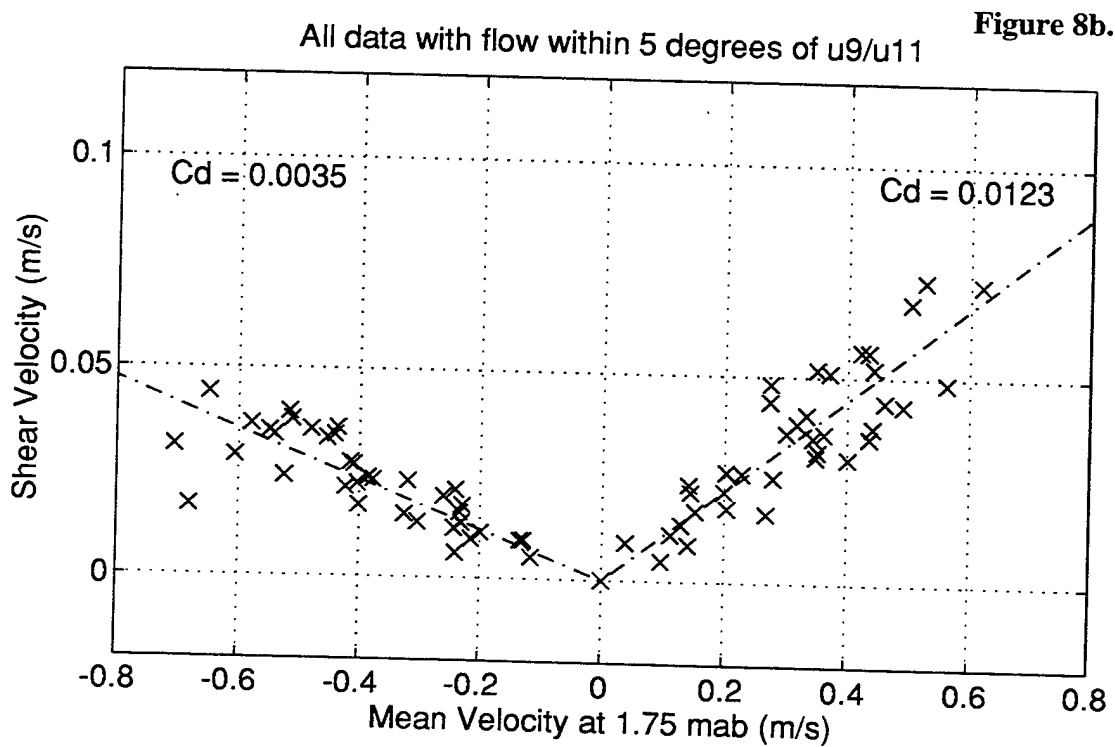 Figure 8b.
All data with flow within 5 degrees of u9/u11
0.1
Cd = 0.0035
Cd = 0.0123
Shear Velocity (m/s)
0.05
0
-0.8 -0.6 -0.4 -0.2 0 0.2 0.4 0.6 0.8
Mean Velocity at 1.75 mab (m/s)